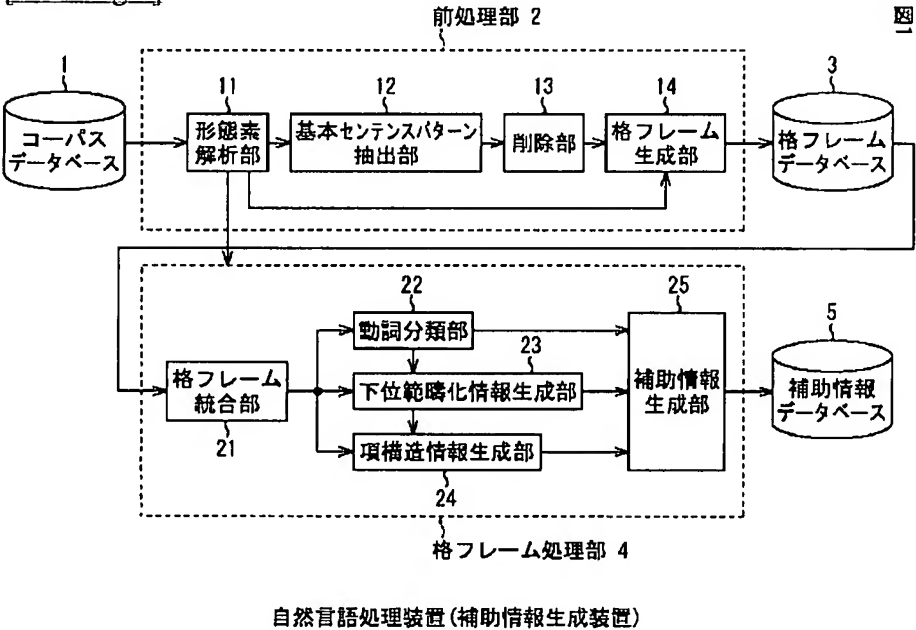 図1
前処理部 2
1
コーパス
データベース
11
形態素
解析部
12
基本センテンスパターン
抽出部
13
削除部
14
格フレーム
生成部
3
格フレーム
データベース
22
動詞分類部
23
下位範疇化情報生成部
格フレーム
統合部
21
項構造情報生成部
24
25
補助情報
生成部
5
補助情報
データベース
格フレーム処理部 4
自然言語処理装置(補助情報生成装置)